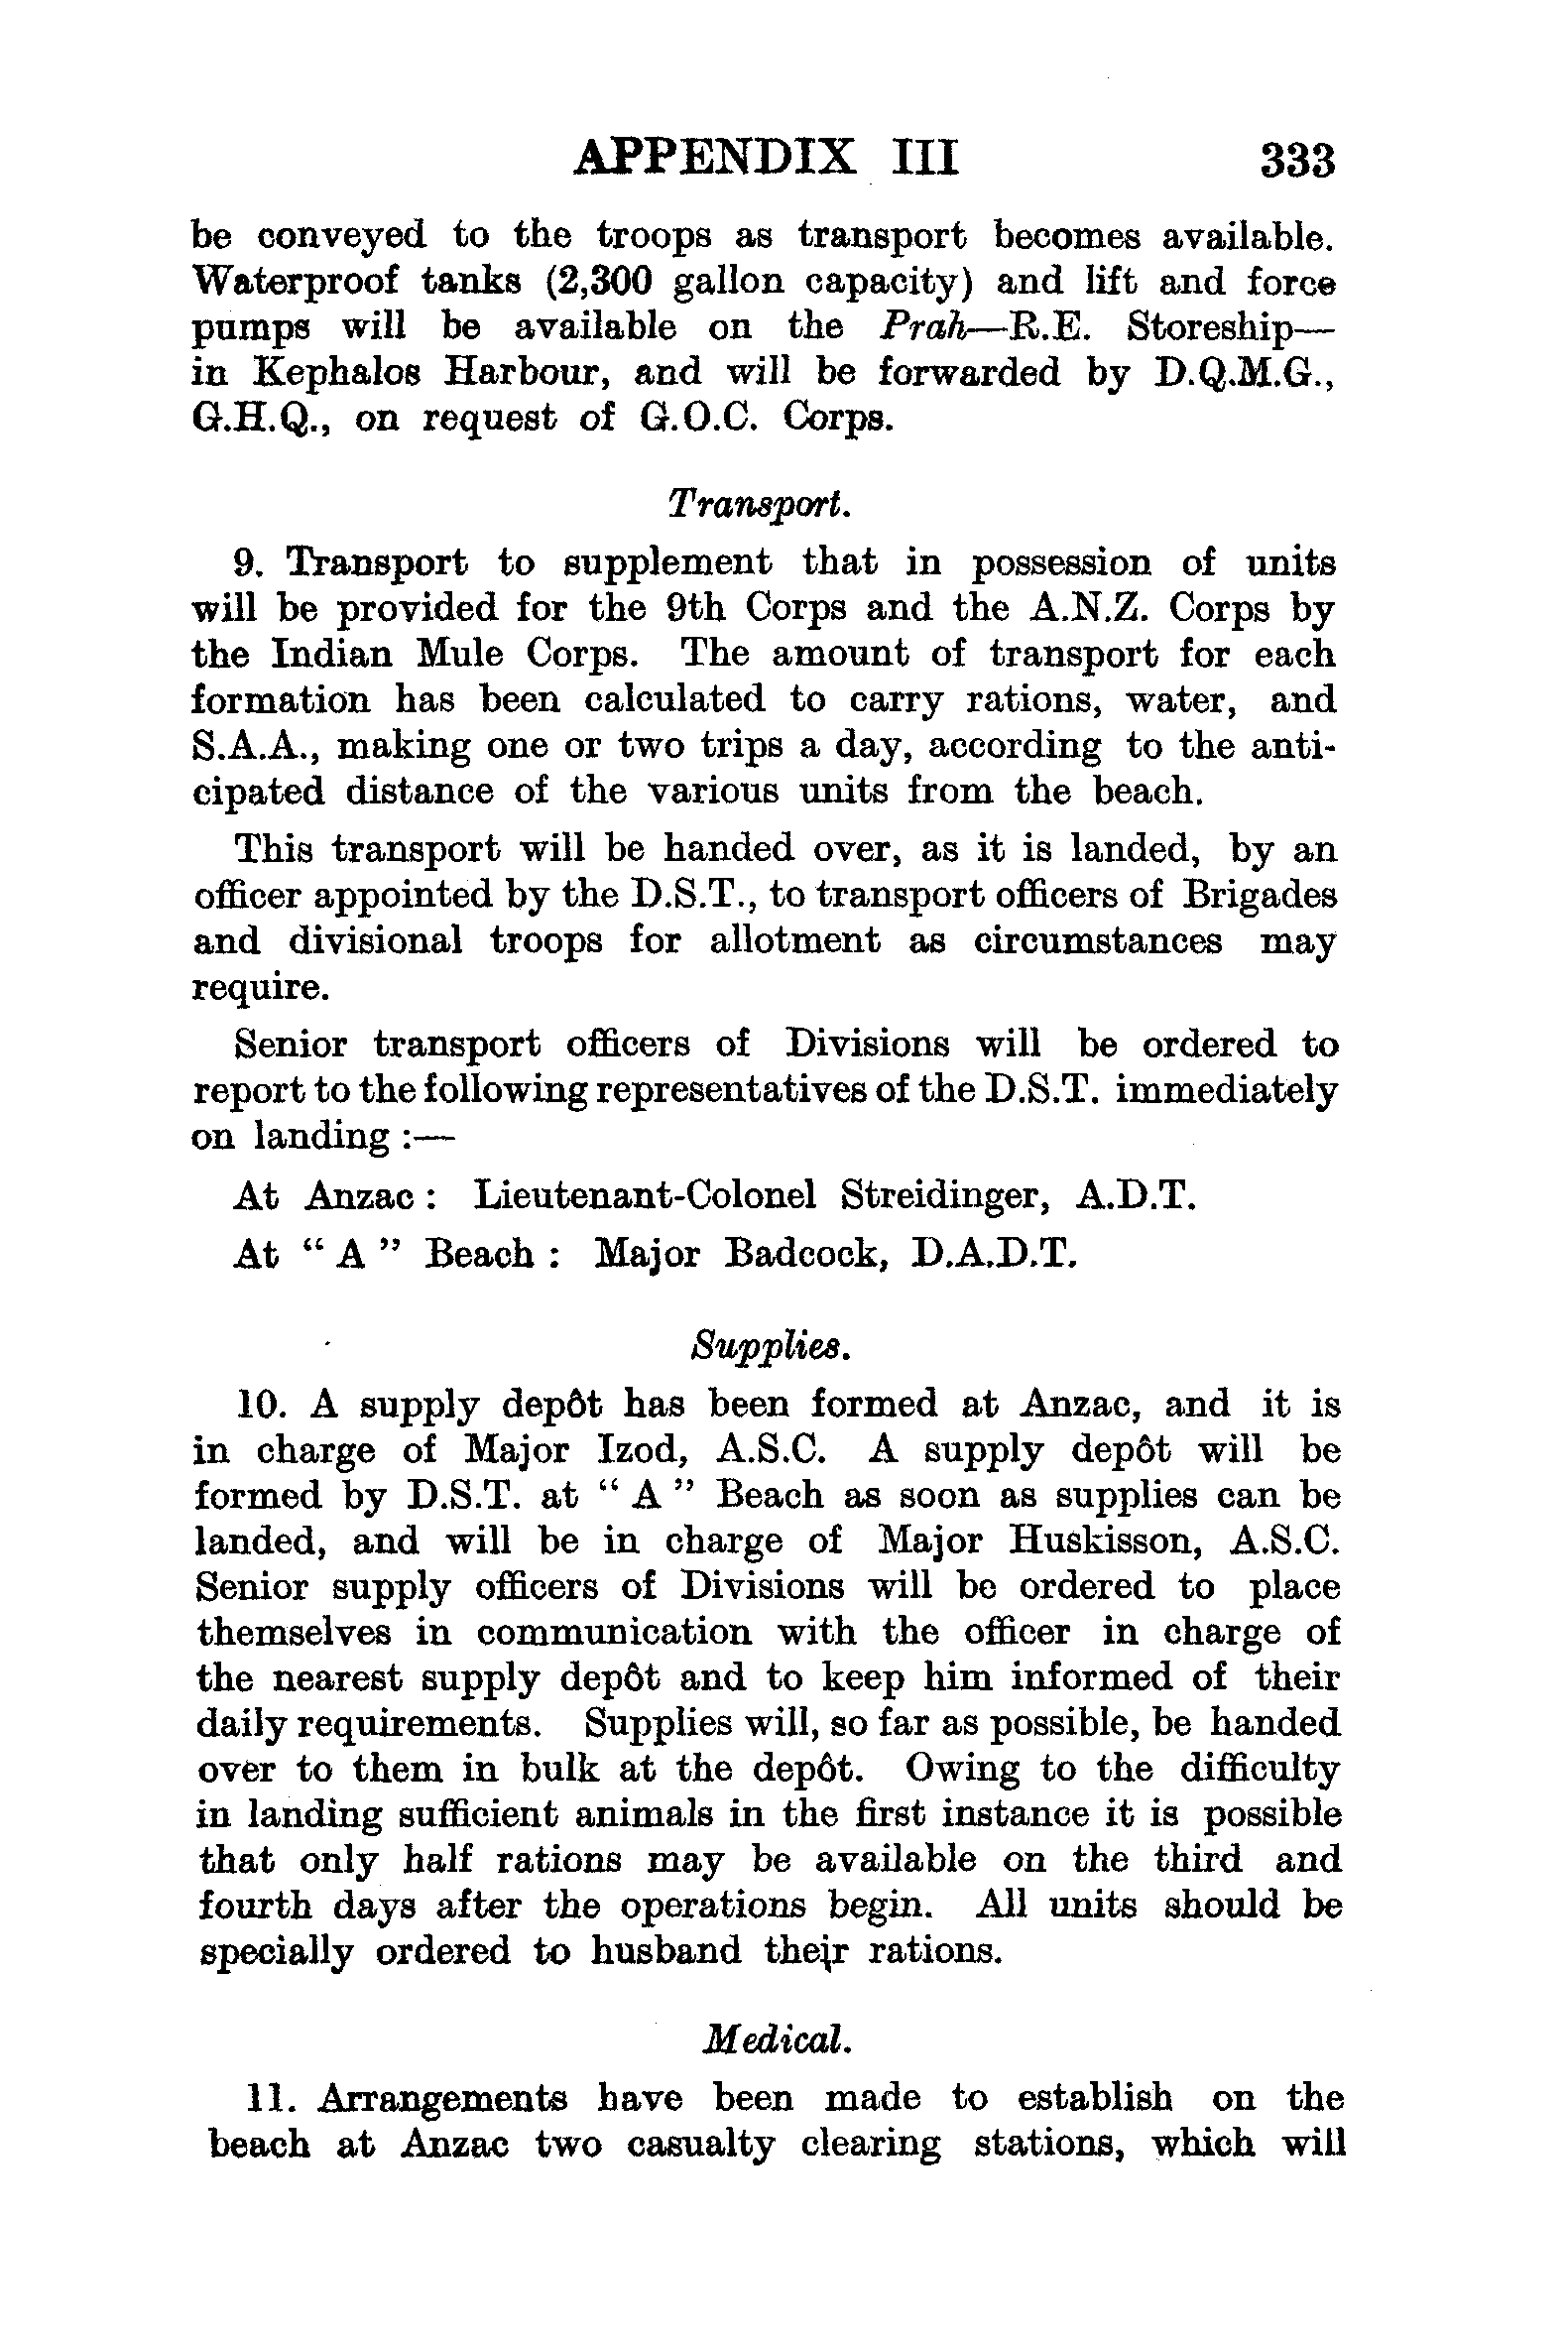 APPENDIX III 333
be conveyed to the troops as transport becomes available.
Waterproof tanks (2,300 gallon capacity) and lift and force
pumps will be available on the Prah—R.E. Storeship—
in Kephalos Harbour, and will be forwarded by D.Q.M.G.,
G.H.Q., on request of G.O.C. Corps.
Transport.
9. Transport to supplement that in possession of units
will be provided for the 9th Corps and the A.N.Z. Corps by
the Indian Mule Corps. The amount of transport for each
formation has been calculated to carry rations, water, and
S.A.A., making one or two trips a day, according to the anti-
cipated distance of the various units from the beach.
This transport will be handed over, as it is landed, by an
officer appointed by the D.S.T., to transport officers of Brigades
and divisional troops for allotment as circumstances may
require.
Senior transport officers of Divisions will be ordered to
report to the following representatives of the D.S.T. immediately
on landing :—
At Anzac : Lieutenant-Colonel Streidinger, A.D.T.
At " A " Beach : Major Badcock, D.A.D.T.
Supplies.
10. A supply depôt has been formed at Anzac, and it is
in charge of Major Izod, A.S.C. A supply depôt will be
formed by D.S.T. at " A " Beach as soon as supplies can be
landed, and will be in charge of Major Huskisson, A.S.C.
Senior supply officers of Divisions will be ordered to place
themselves in communication with the officer in charge of
the nearest supply depôt and to keep him informed of their
daily requirements. Supplies will, so far as possible, be handed
over to them in bulk at the depôt. Owing to the difficulty
in landing sufficient animals in the first instance it is possible
that only half rations may be available on the third and
fourth days after the operations begin. All units should be
specially ordered to husband their rations.
Medical.
11. Arrangements have been made to establish on the
beach at Anzac two casualty clearing stations, which will